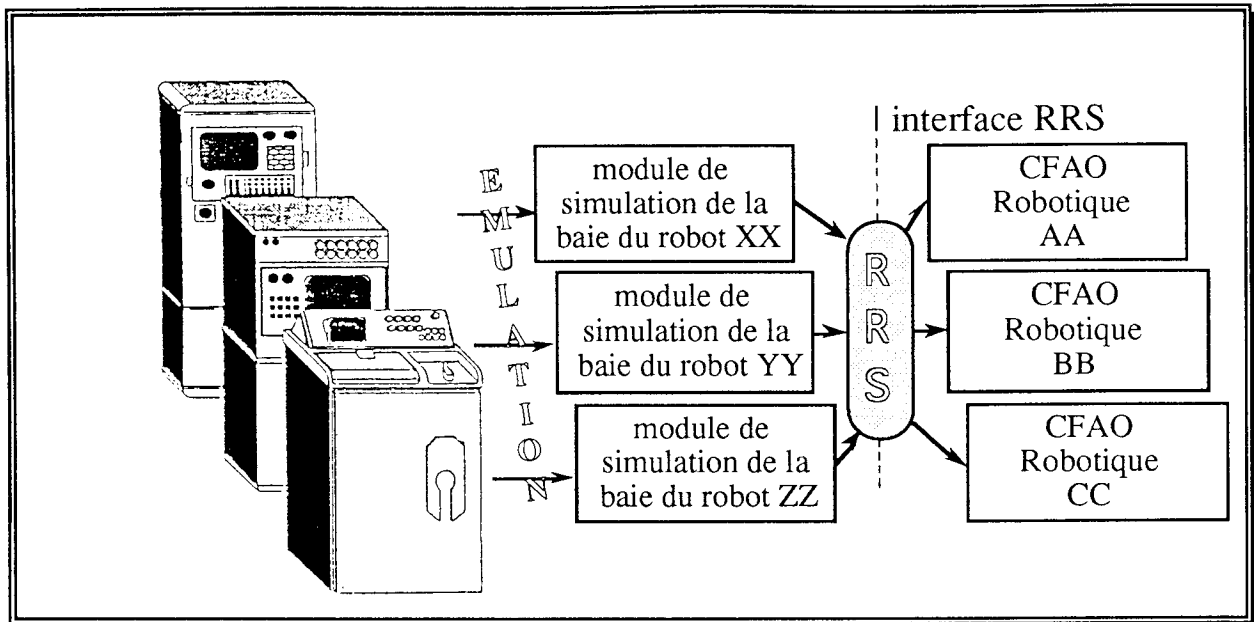 interface RRS
EMULATION
module de
simulation de la
baie du robot XX
module de
simulation de la
baie du robot YY
module de
simulation de la
baie du robot ZZ
RRS
CFAO
Robotique
AA
CFAO
Robotique
BB
CFAO
Robotique
CC